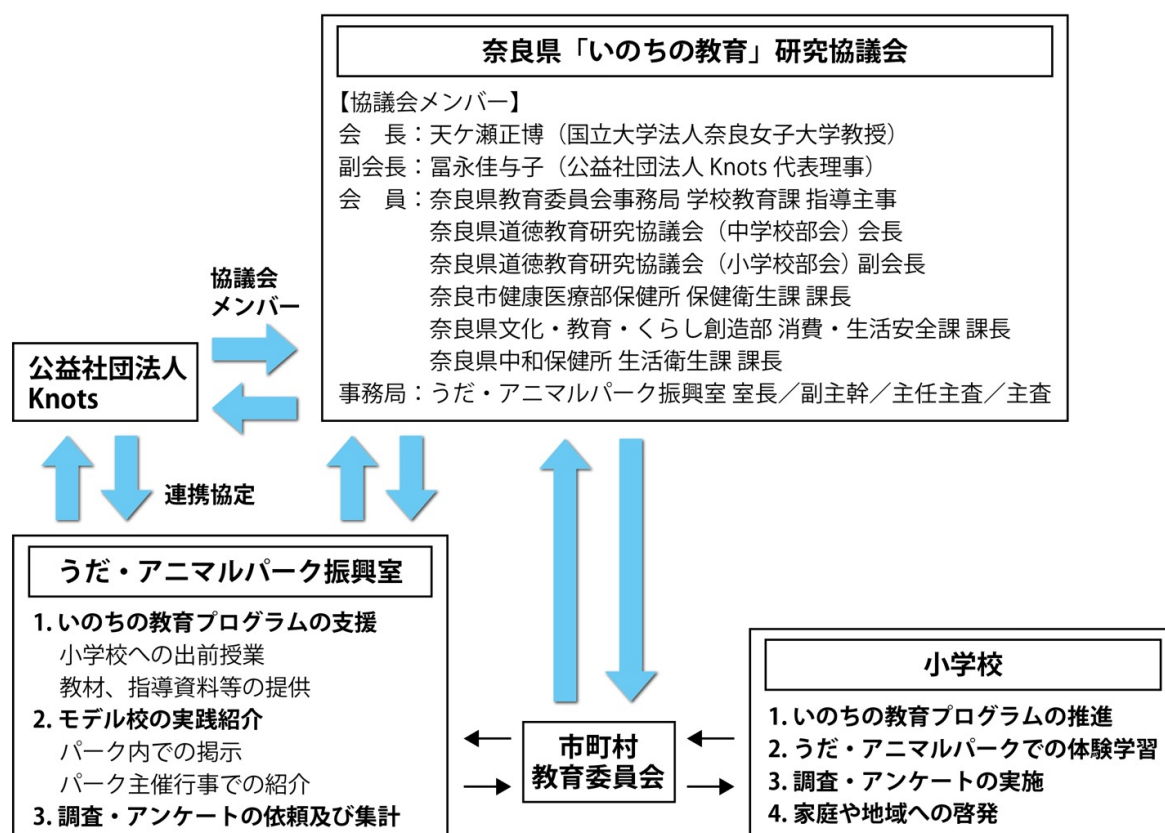 奈良県「いのちの教育」研究協議会
【協議会メンバー】
会　長：天ケ瀬正博（国立大学法人奈良女子大学教授）
副会長：冨永佳与子（公益社団法人 Knots 代表理事）
会　員：奈良県教育委員会事務局 学校教育課 指導主事
奈良県道徳教育研究協議会（中学校部会）会長
奈良県道徳教育研究協議会（小学校部会）副会長
奈良市健康医療部保健所 保健衛生課 課長
奈良県文化・教育・くらし創造部 消費・生活安全課 課長
奈良県中和保健所 生活衛生課 課長
事務局：うだ・アニマルパーク振興室 室長／副主幹／主任主査／主査
協議会
メンバー
公益社団法人
Knots
連携協定
うだ・アニマルパーク振興室
1. いのちの教育プログラムの支援
小学校への出前授業
教材、指導資料等の提供
2. モデル校の実践紹介
パーク内での掲示
パーク主催行事での紹介
3. 調査・アンケートの依頼及び集計
市町村
教育委員会
小学校
1. いのちの教育プログラムの推進
2. うだ・アニマルパークでの体験学習
3. 調査・アンケートの実施
4. 家庭や地域への啓発